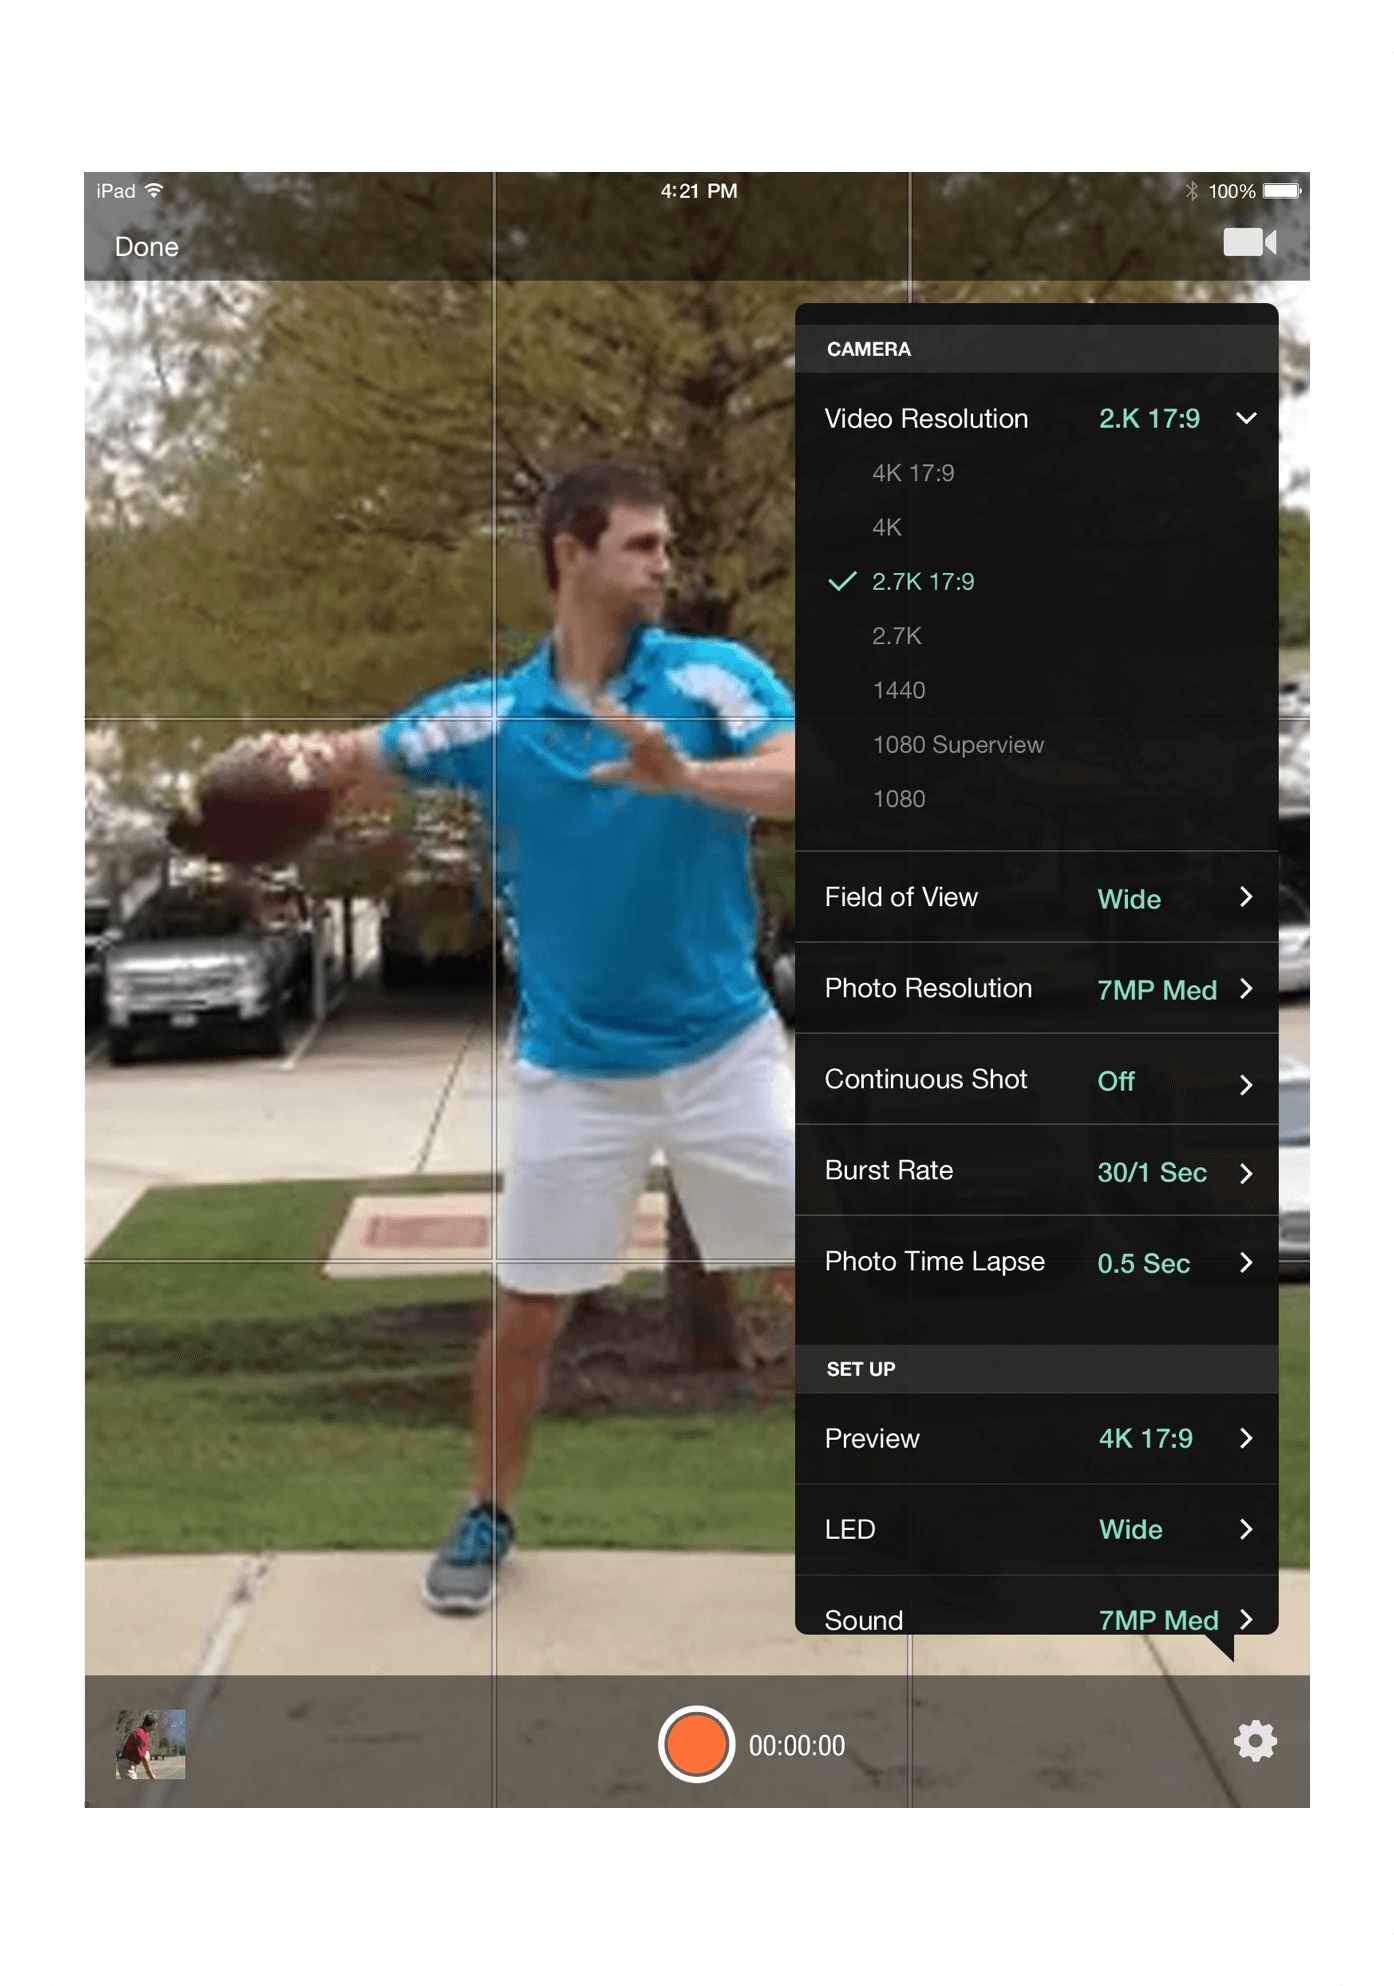 iPad 4:21 PM 100%
Done
CAMERA
Video Resolution 2.K 17:9
4K 17:9
4K
2.7K 17:9
2.7K
1440
1080 Superview
1080
Field of View Wide
Photo Resolution 7MP Med
Continuous Shot Off
Burst Rate 30/1 Sec
Photo Time Lapse 0.5 Sec
SET UP
Preview 4K 17:9
LED Wide
Sound 7MP Med
00:00:00